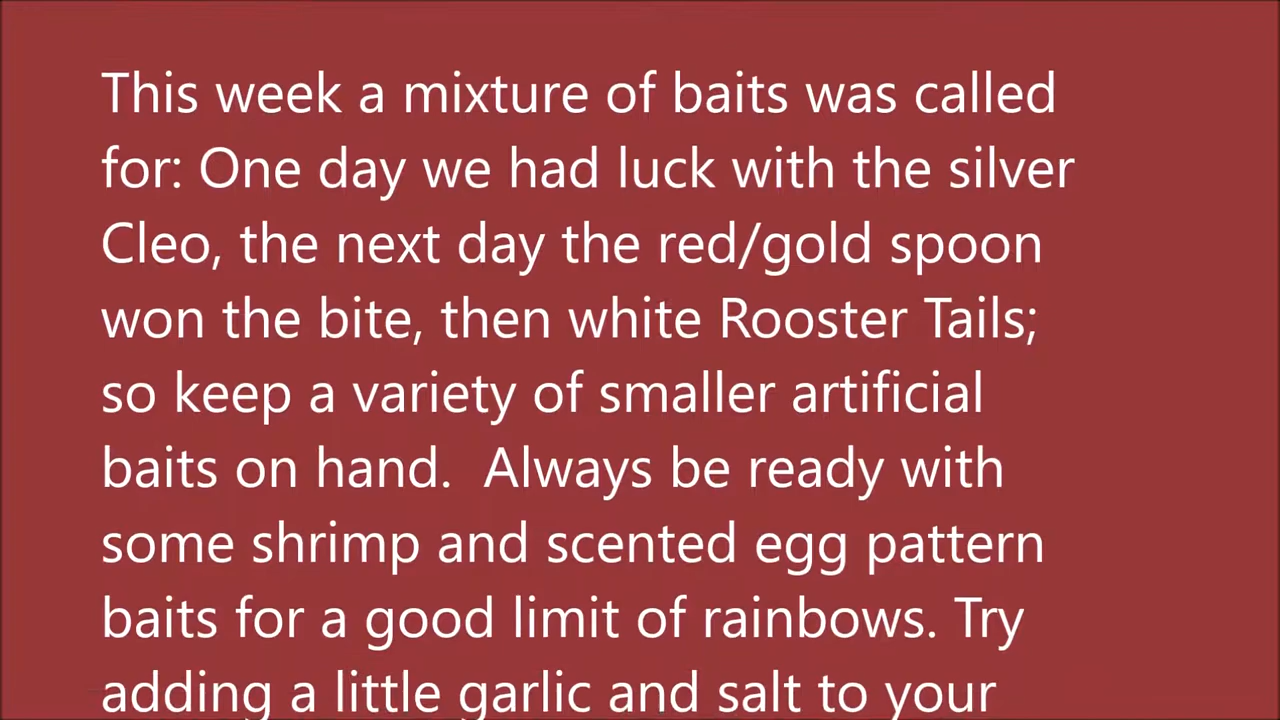 This week a mixture of baits was called
for: One day we had luck with the silver
Cleo, the next day the red/gold spoon
won the bite, then white Rooster Tails;
so keep a variety of smaller artificial
baits on hand.  Always be ready with
some shrimp and scented egg pattern
baits for a good limit of rainbows. Try
adding a little garlic and salt to your